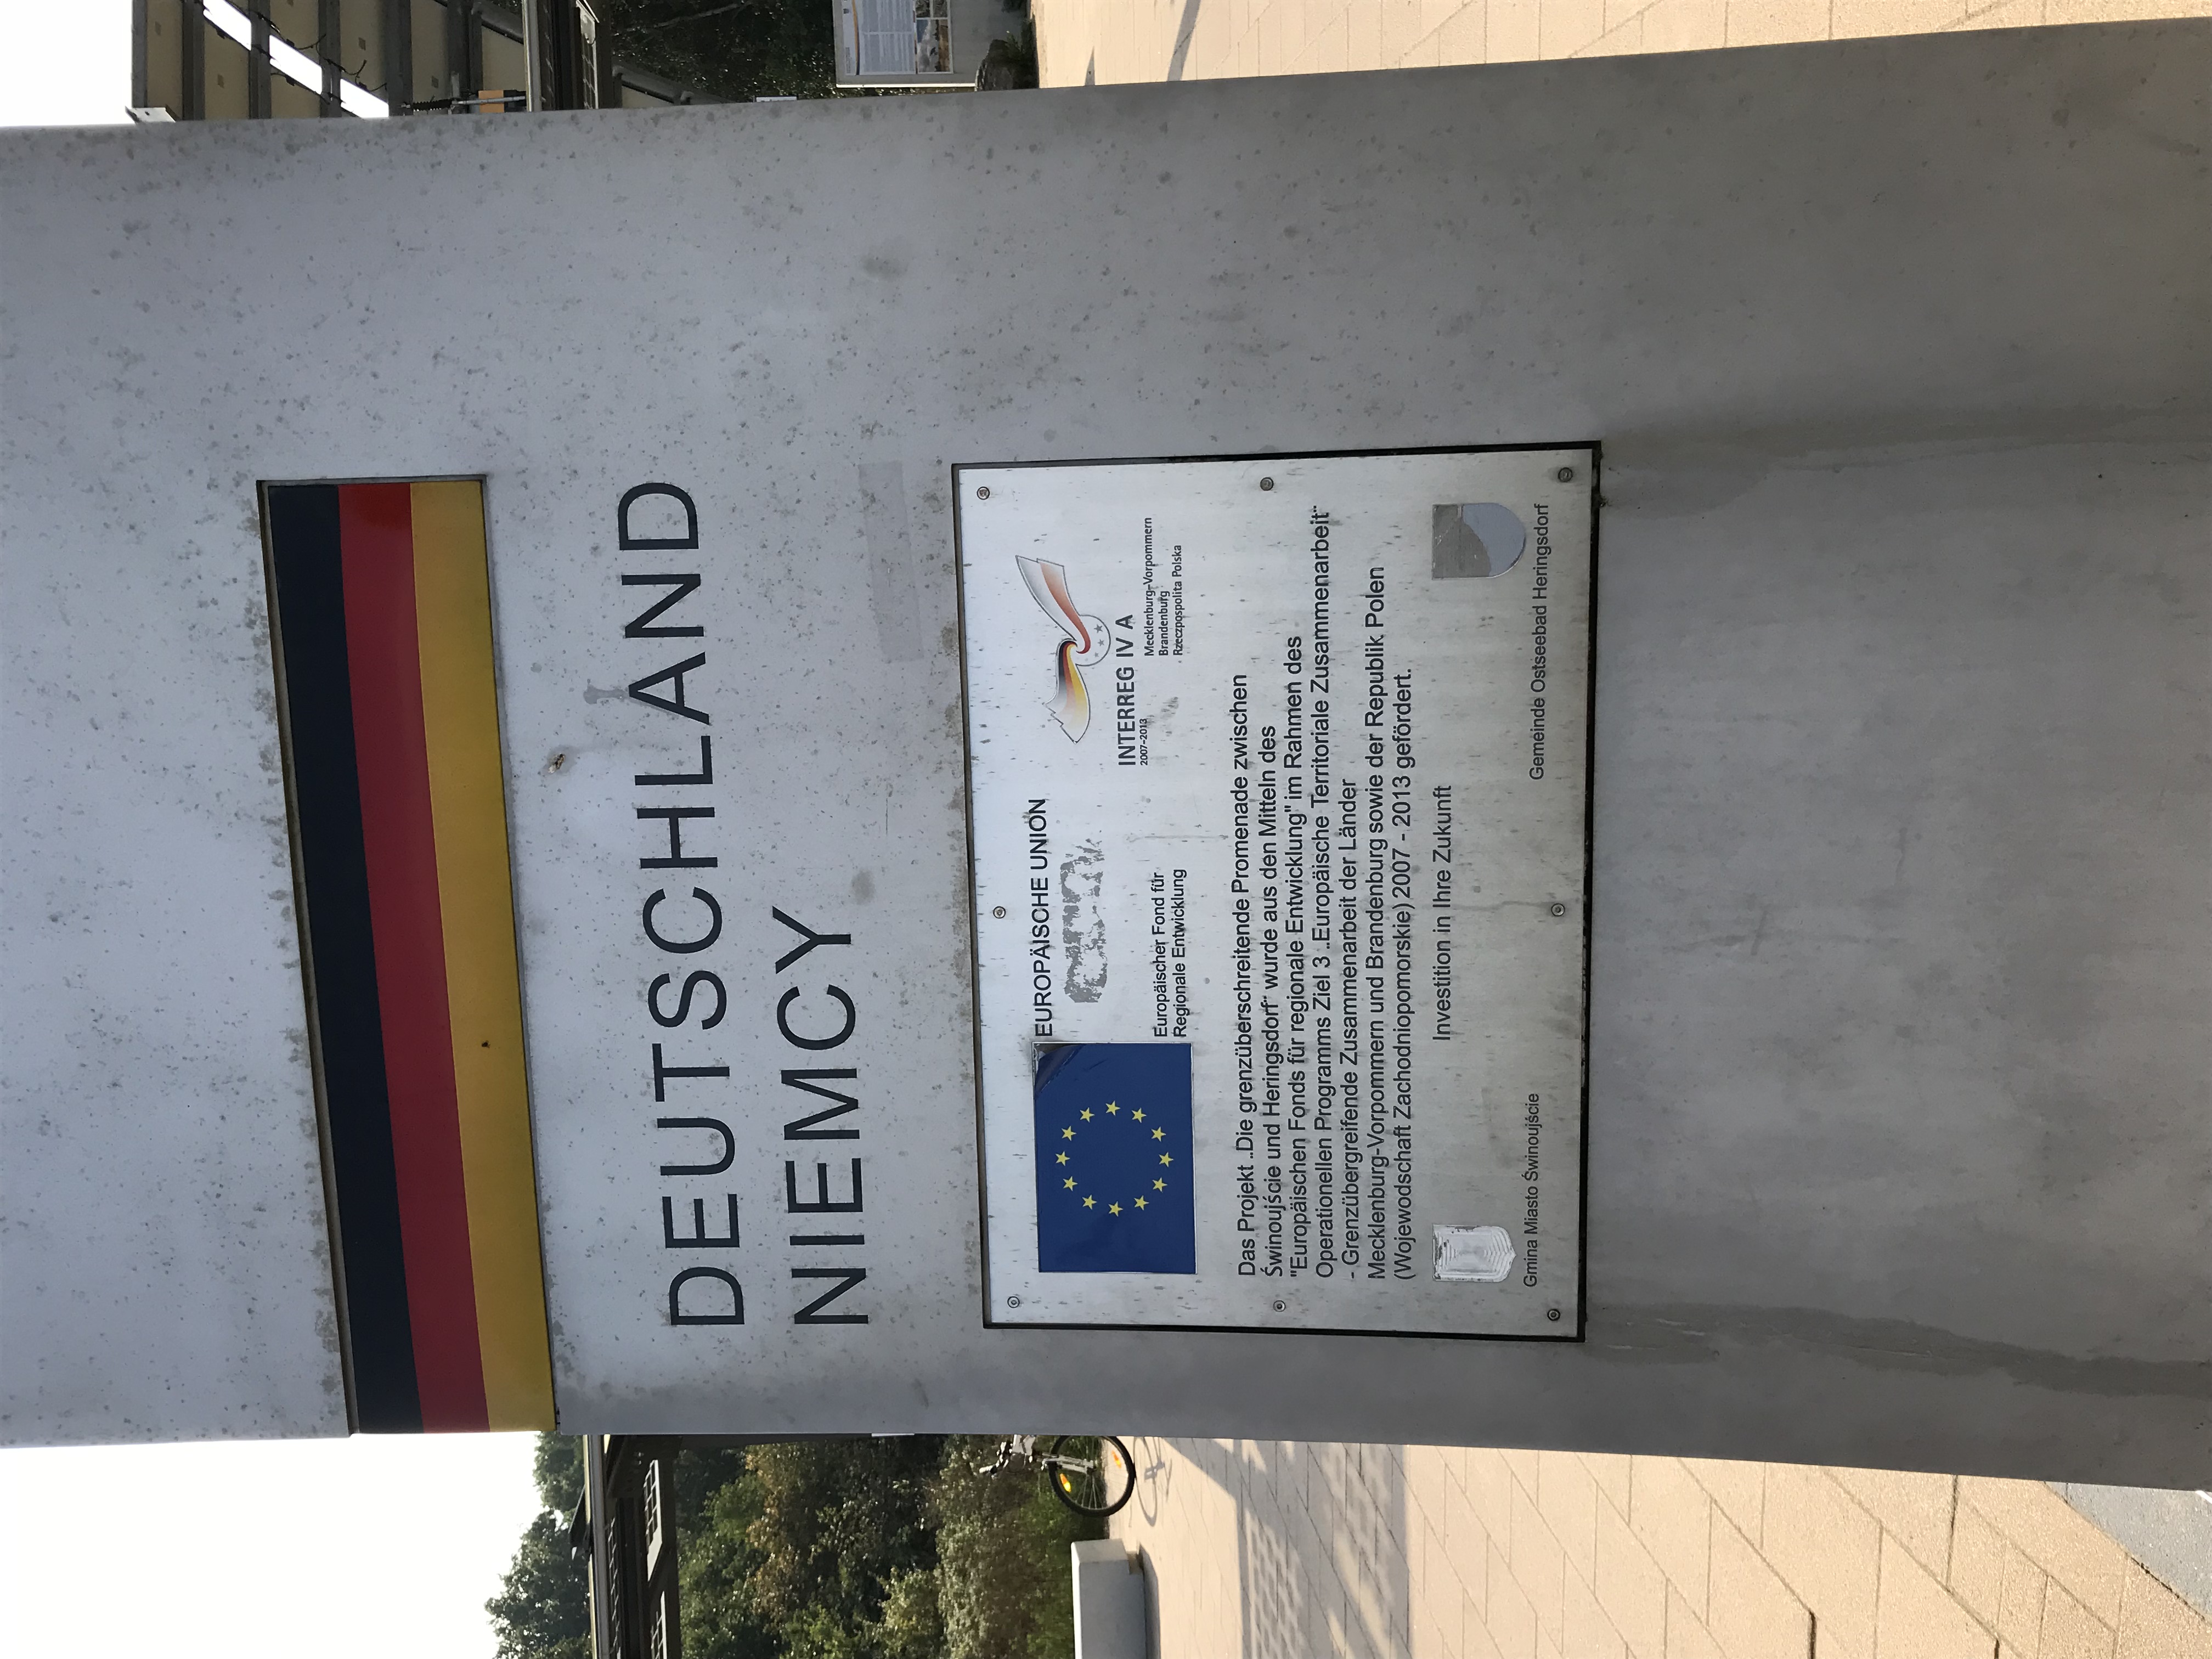 DEUTSCHLAND
NIEMCY
EUROPÄISCHE UNION
Europäischer Fond für
Regionale Entwicklung
INTERREG IV A
2007-2013
Mecklenburg-Vorpommern
Brandenburg
Rzeczpospolita Polska
Das Projekt „Die grenzüberschreitende Promenade zwischen
Świnoujście und Heringsdorf“ wurde aus den Mitteln des
"Europäischen Fonds für regionale Entwicklung" im Rahmen des
Operationellen Programms Ziel 3 „Europäische Territoriale Zusammenarbeit“
- Grenzübergreifende Zusammenarbeit der Länder
Mecklenburg-Vorpommern und Brandenburg sowie der Republik Polen
(Wojewodschaft Zachodniopomorskie) 2007 - 2013 gefördert.
Investition in Ihre Zukunft
Gmina Miasto Świnoujście
Gemeinde Ostseebad Heringsdorf